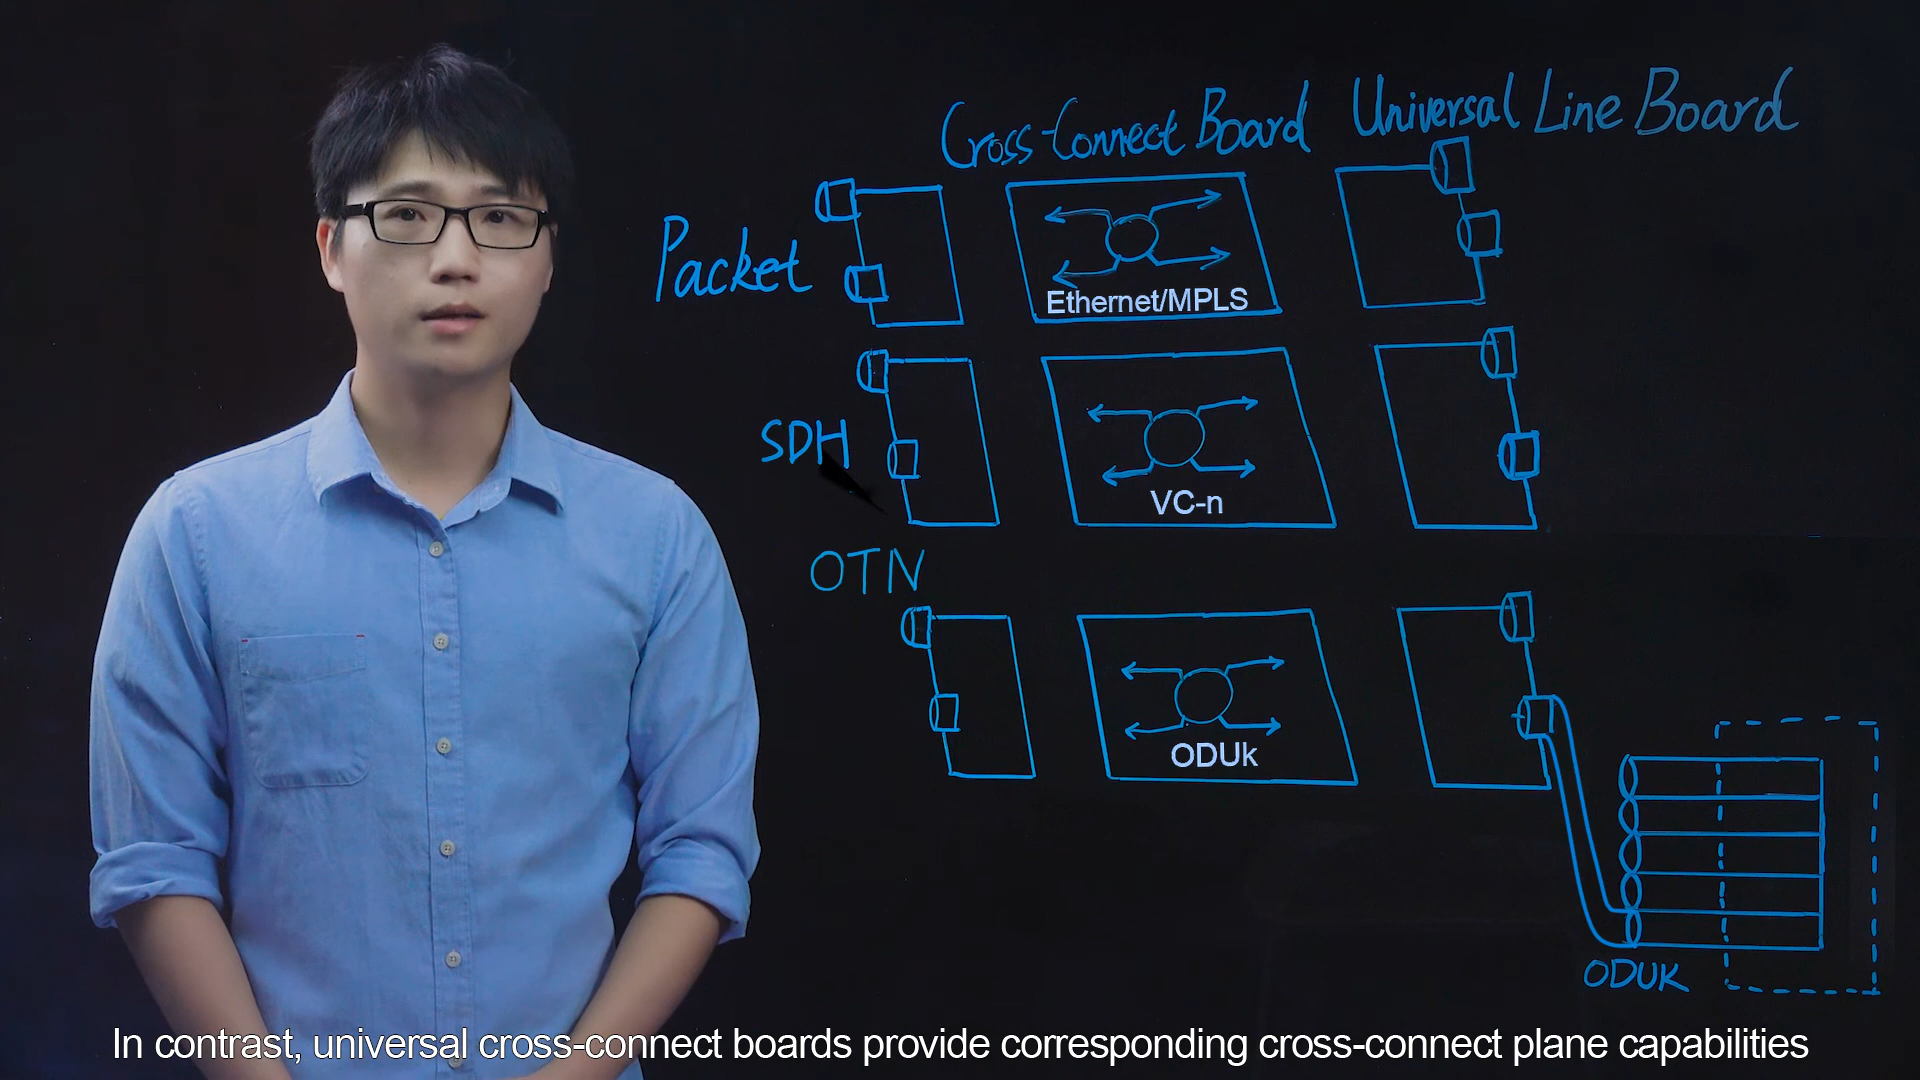 Cross-Connect Board
Universal Line Board
Packet
Ethernet/MPLS
SDH
VC-n
OTN
ODUk
ODUK
In contrast, universal cross-connect boards provide corresponding cross-connect plane capabilities